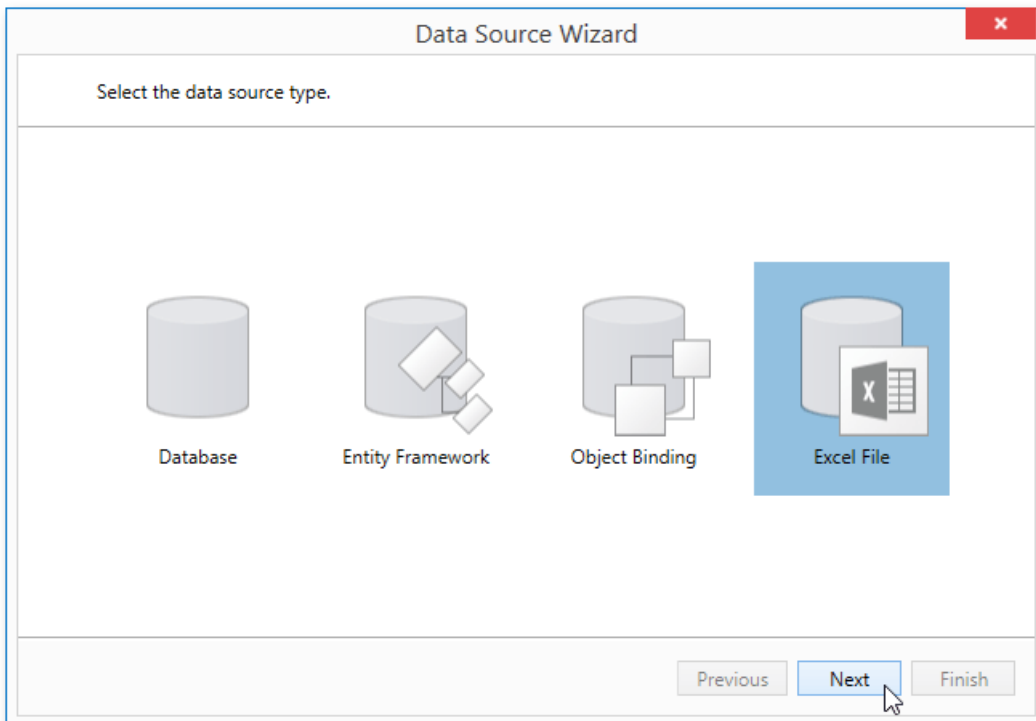 Data Source Wizard
Select the data source type.
Database
Entity Framework
Object Binding
X
Excel File
Previous
Next
Finish